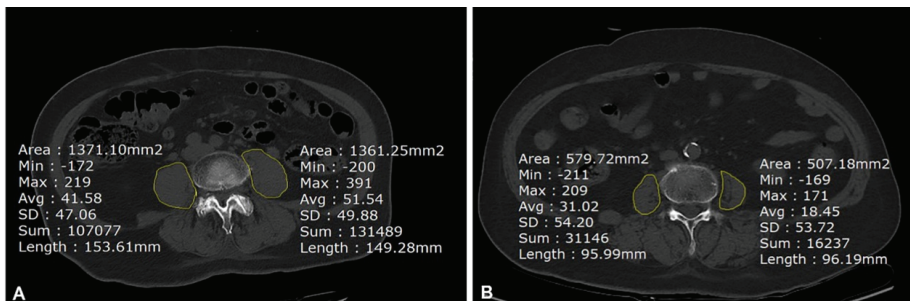 Area : 1371.10mm2
Min : -172
Max : 219
Avg : 41.58
SD : 47.06
Sum : 107077
Length : 153.61mm
Area : 1361.25mm2
Min : -200
Max : 391
Avg : 51.54
SD : 49.88
Sum : 131489
Length : 149.28mm
A
Area : 579.72mm2
Min : -211
Max : 209
Avg : 31.02
SD : 54.20
Sum : 31146
Length : 95.99mm
Area : 507.18mm2
Min : -169
Max : 171
Avg : 18.45
SD : 53.72
Sum : 16237
Length : 96.19mm
B